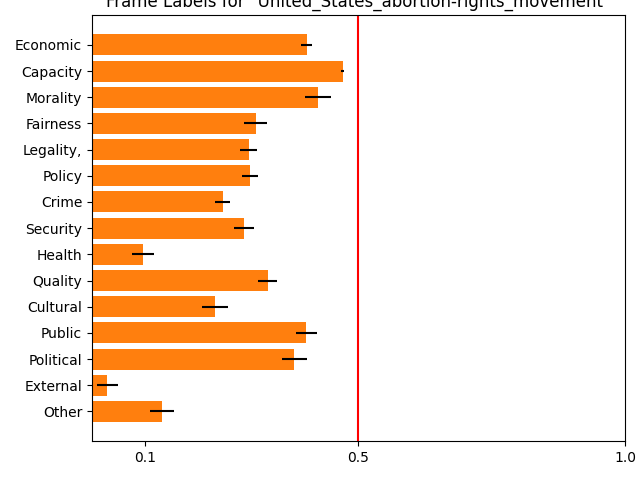 Frame Labels for "United_States_abortion-rights_movement"
Economic
Capacity
Morality
Fairness
Legality,
Policy
Crime
Security
Health
Quality
Cultural
Public
Political
External
Other
0.1
0.5
1.0